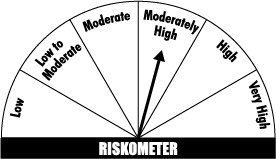 Low
Low to
Moderate
Moderate
Moderately
High
High
Very High
RISKOMETER